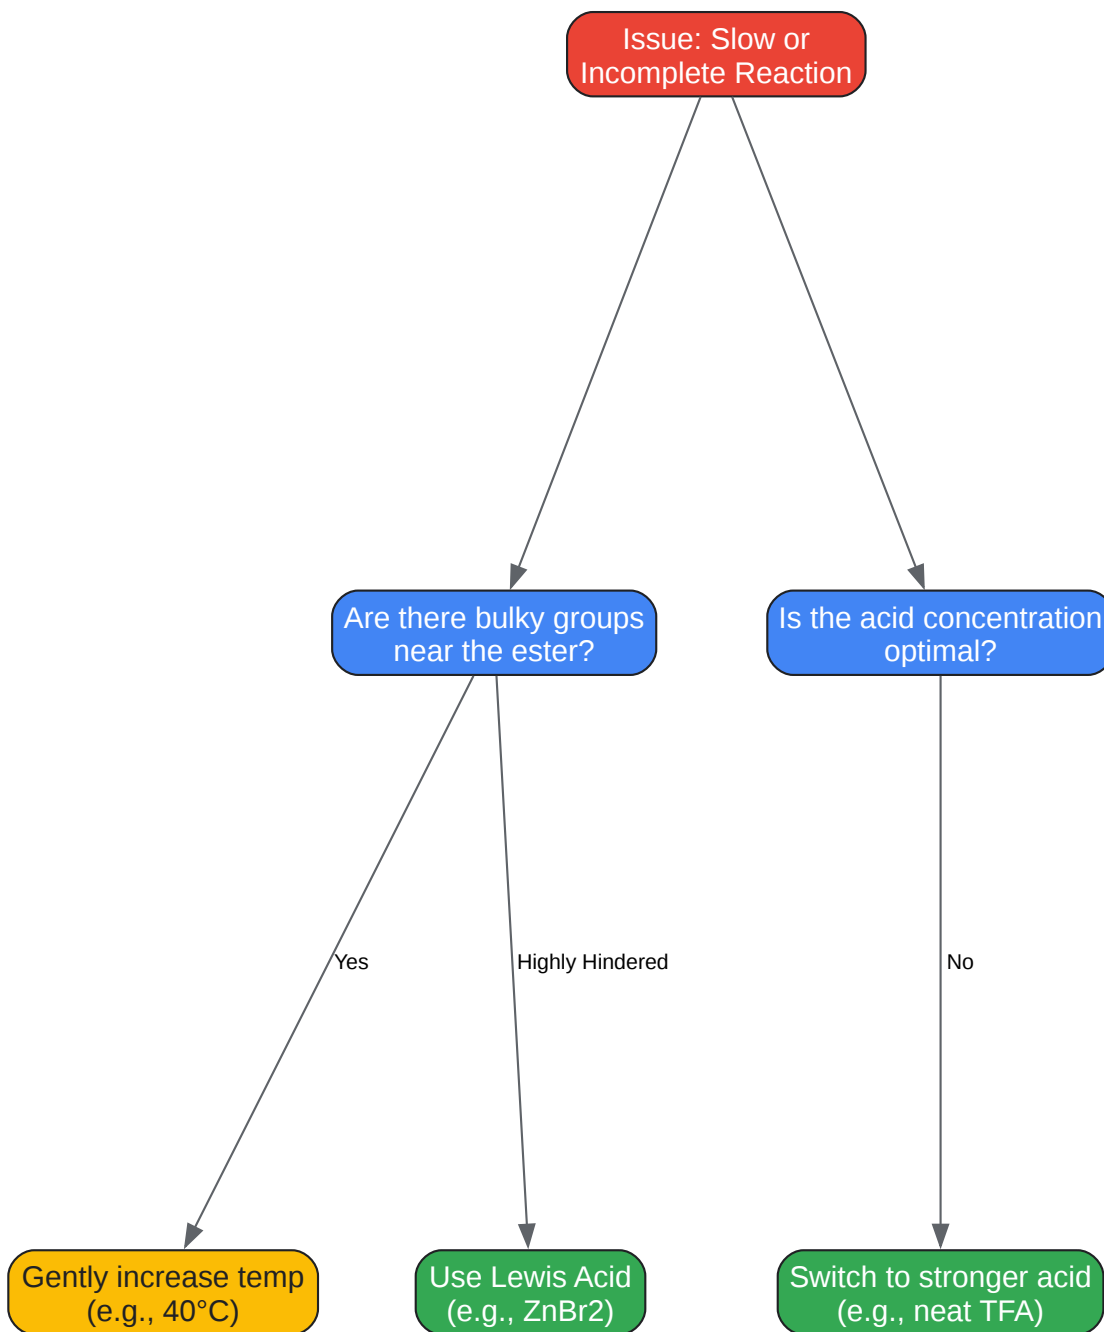 Issue: Slow or
Incomplete Reaction
Are there bulky groups
near the ester?
Is the acid concentration
optimal?
Yes
Highly Hindered
No
Gently increase temp
(e.g., 40°C)
Use Lewis Acid
(e.g., ZnBr2)
Switch to stronger acid
(e.g., neat TFA)